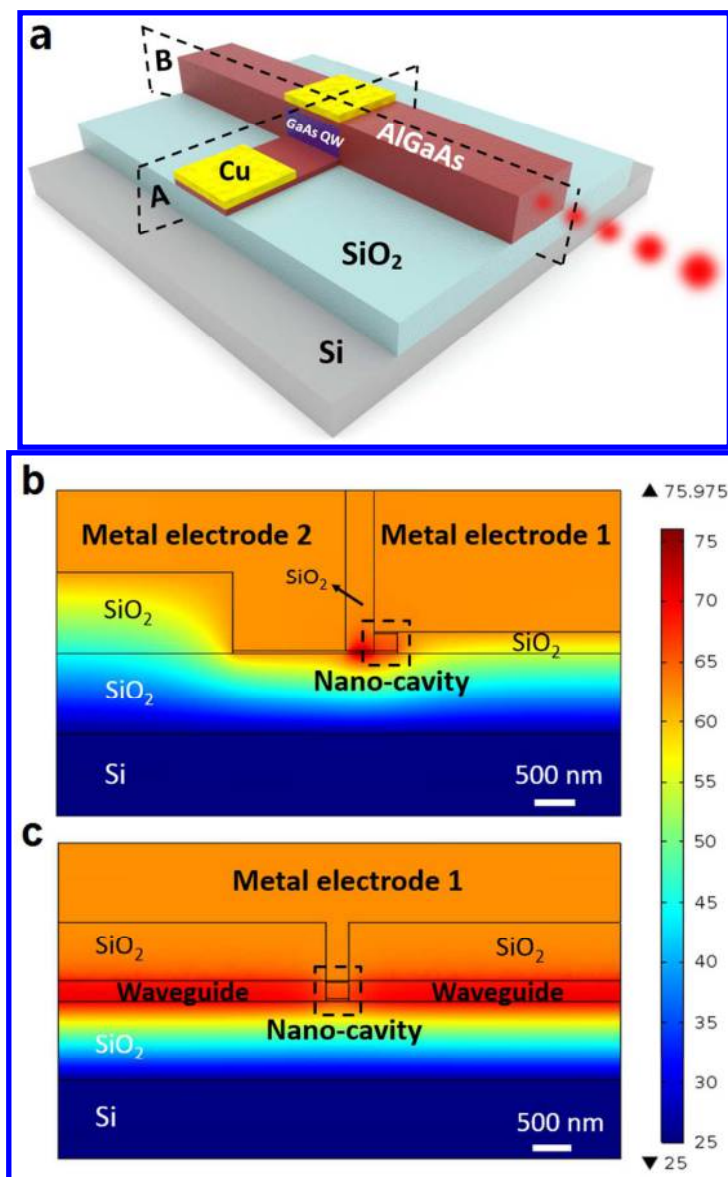 a
B
GaAs QW
AlGaAs
Cu
A
SiO₂
Si
b
▲ 75.975
Metal electrode 2
Metal electrode 1
SiO₂
SiO₂
SiO₂
Nano-cavity
SiO₂
Si
500 nm
75
70
65
60
55
50
45
40
35
30
25
▼ 25
c
Metal electrode 1
SiO₂
SiO₂
Waveguide
Waveguide
Nano-cavity
SiO₂
Si
500 nm